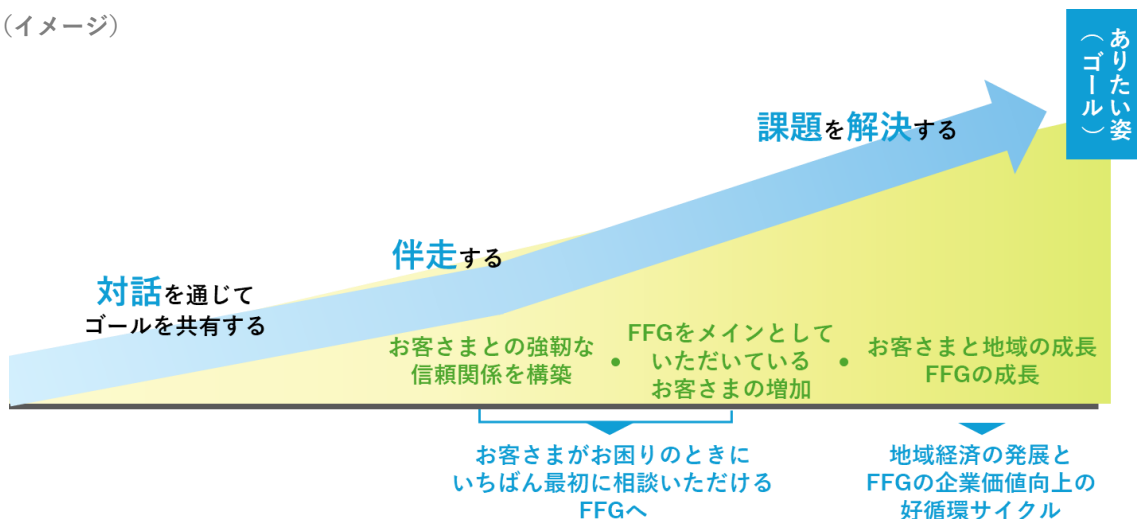 （イメージ）
ありたい姿
（ゴール）
課題を解決する
伴走する
対話を通じて
ゴールを共有する
お客さまとの強靭な
信頼関係を構築
•
FFGをメインとして
いただいている
お客さまの増加
•
お客さまと地域の成長
FFGの成長
お客さまがお困りのときに
いちばん最初に相談いただける
FFGへ
地域経済の発展と
FFGの企業価値向上の
好循環サイクル